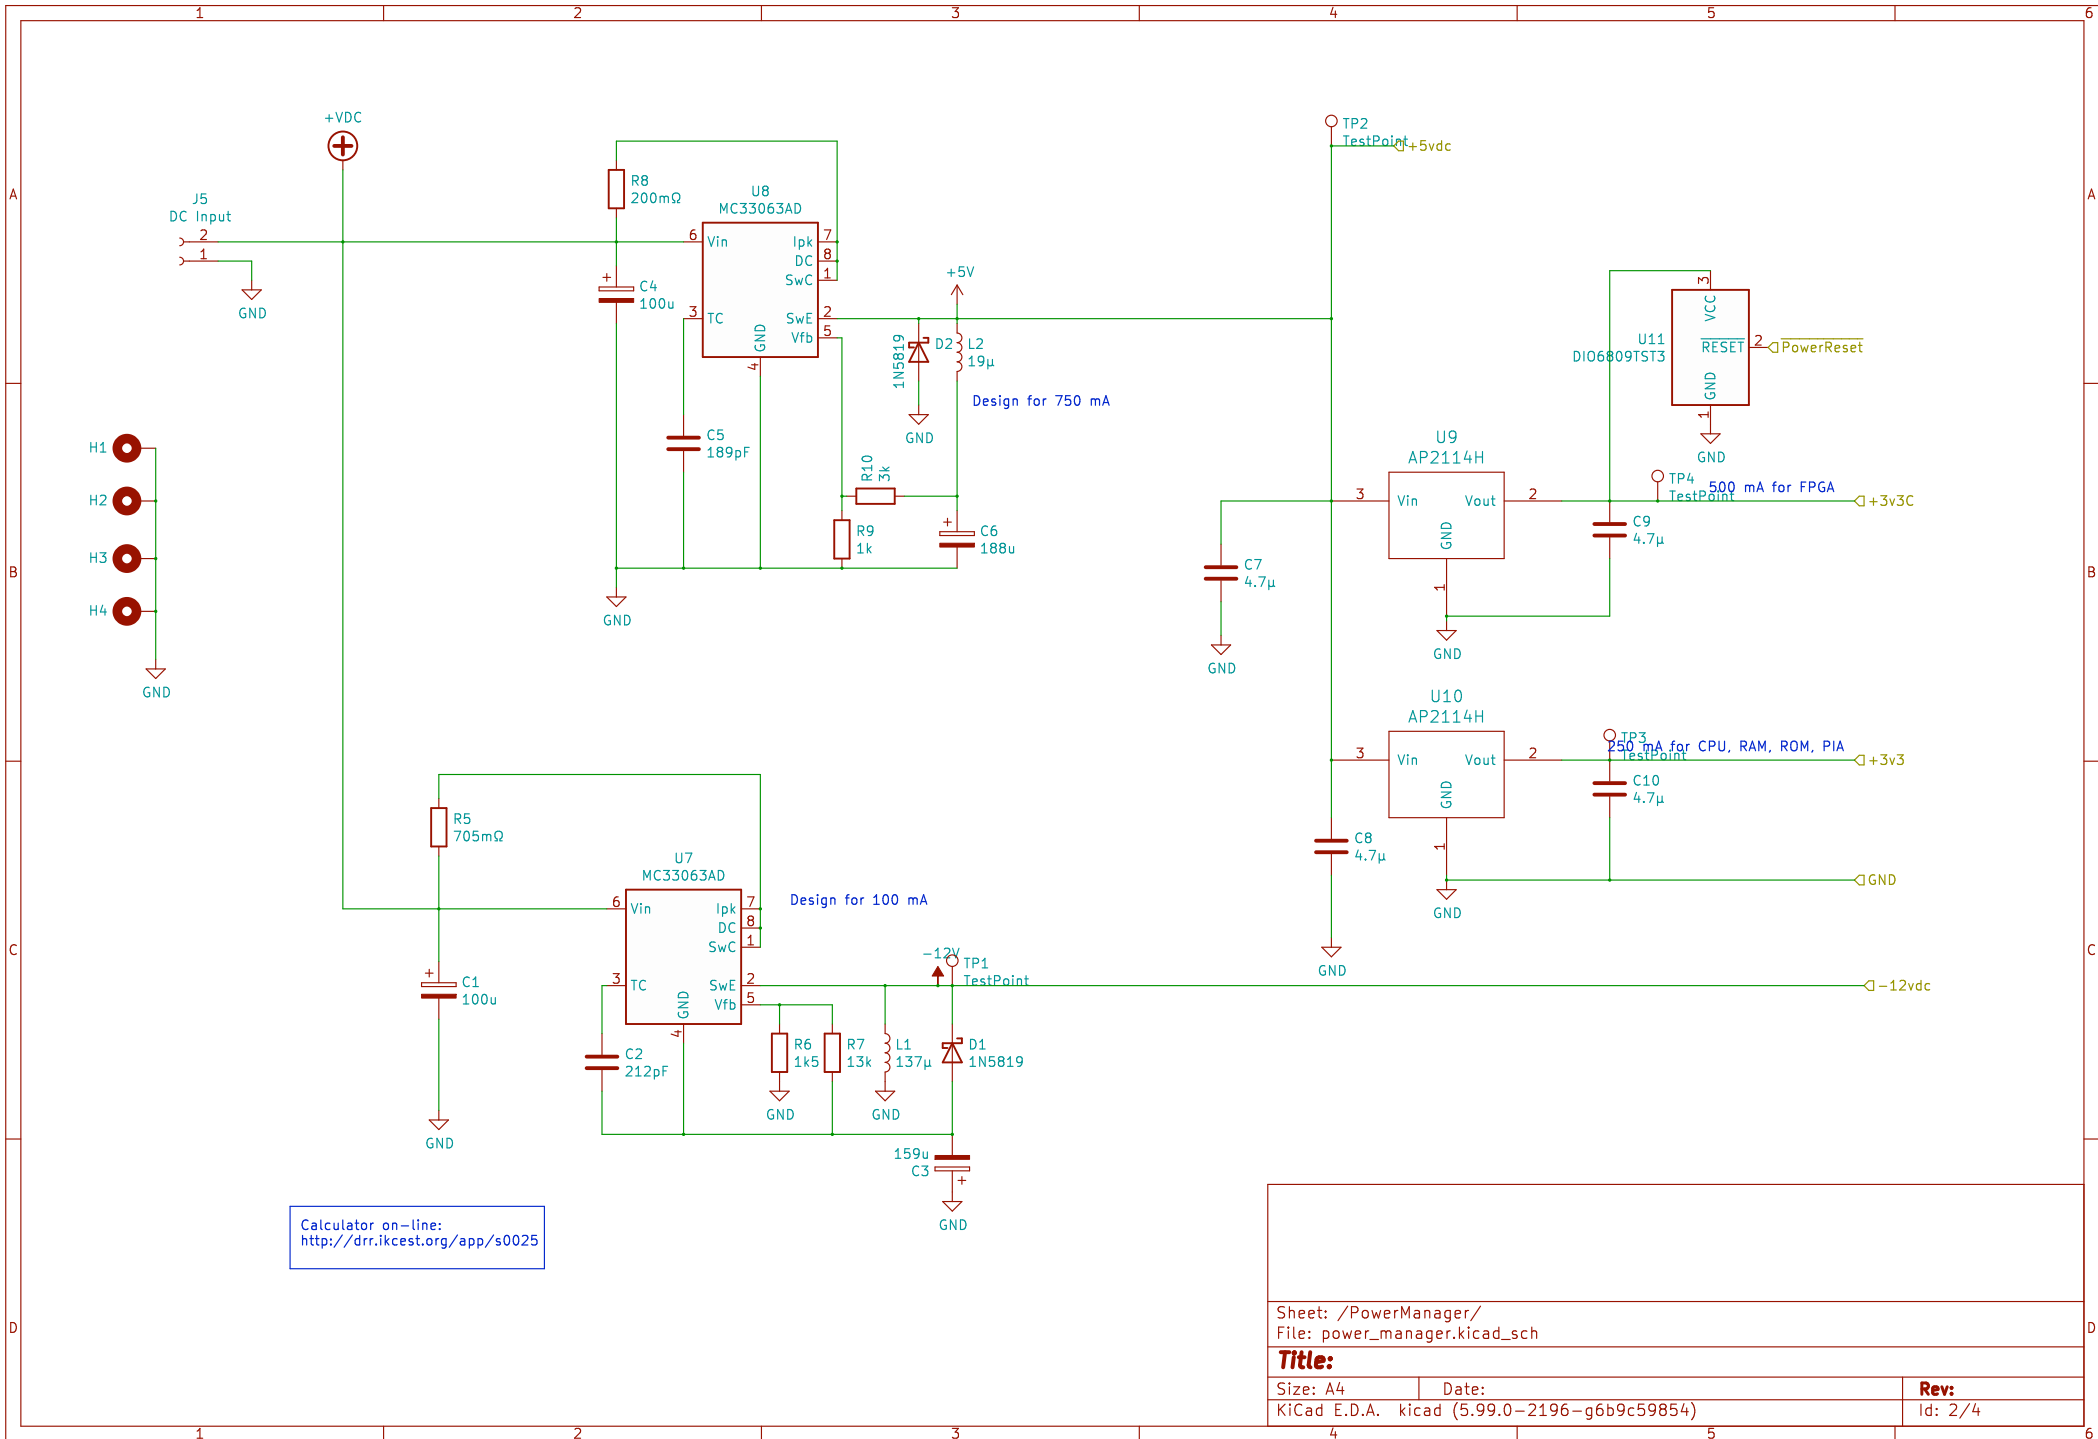 1 2 3 4 5 6
A
B
C
D
A
B
C
D
1 2 3 4 5 6
+VDC
J5
DC Input
2
1
GND
H1
H2
H3
H4
GND
R8
200mΩ
C4
100u
U8
MC33063AD
6 Vin
Ipk 7
DC 8
SwC 1
3 TC
SwE 2
Vfb 5
GND
4
C5
189pF
+5V
1N5819
D2
L2
19µ
GND
Design for 750 mA
R10
3k
R9
1k
C6
188u
GND
TP2
TestPoint
+5vdc
U11
DIO6809TST3
3
VCC
RESET 2
PowerReset
GND
1
GND
U9
AP2114H
3 Vin
Vout 2
GND
1
GND
TP4
TestPoint
500 mA for FPGA
+3v3C
C9
4.7µ
C7
4.7µ
GND
U10
AP2114H
3 Vin
Vout 2
GND
1
GND
TP3
TestPoint
250 mA for CPU, RAM, ROM, PIA
+3v3
C10
4.7µ
GND
C8
4.7µ
GND
R5
705mΩ
U7
MC33063AD
6 Vin
Ipk 7
DC 8
SwC 1
3 TC
SwE 2
Vfb 5
GND
4
Design for 100 mA
-12V
TP1
TestPoint
-12vdc
C1
100u
GND
C2
212pF
R6
1k5
GND
R7
13k
L1
137µ
GND
D1
1N5819
159u
C3
GND
Calculator on-line:
http://drr.ikcest.org/app/s0025
Sheet: /PowerManager/
File: power_manager.kicad_sch
Title:
Size: A4 Date: Rev:
KiCad E.D.A. kicad (5.99.0-2196-g6b9c59854) Id: 2/4